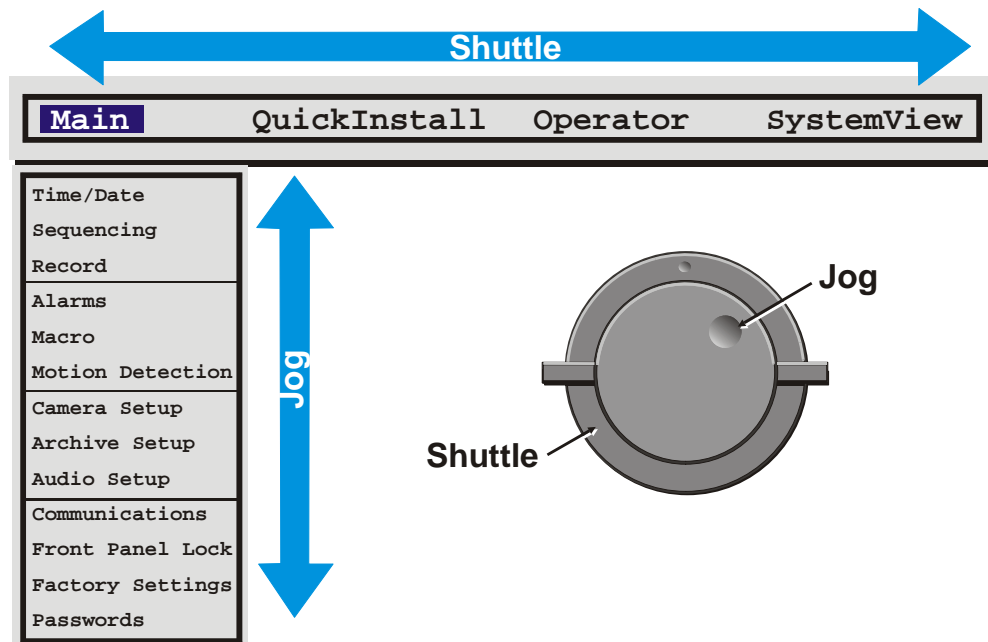 Shuttle
Main QuickInstall Operator SystemView
Time/Date
Sequencing
Record
Alarms
Macro
Motion Detection
Camera Setup
Archive Setup
Audio Setup
Communications
Front Panel Lock
Factory Settings
Passwords
Jog
Jog
Shuttle